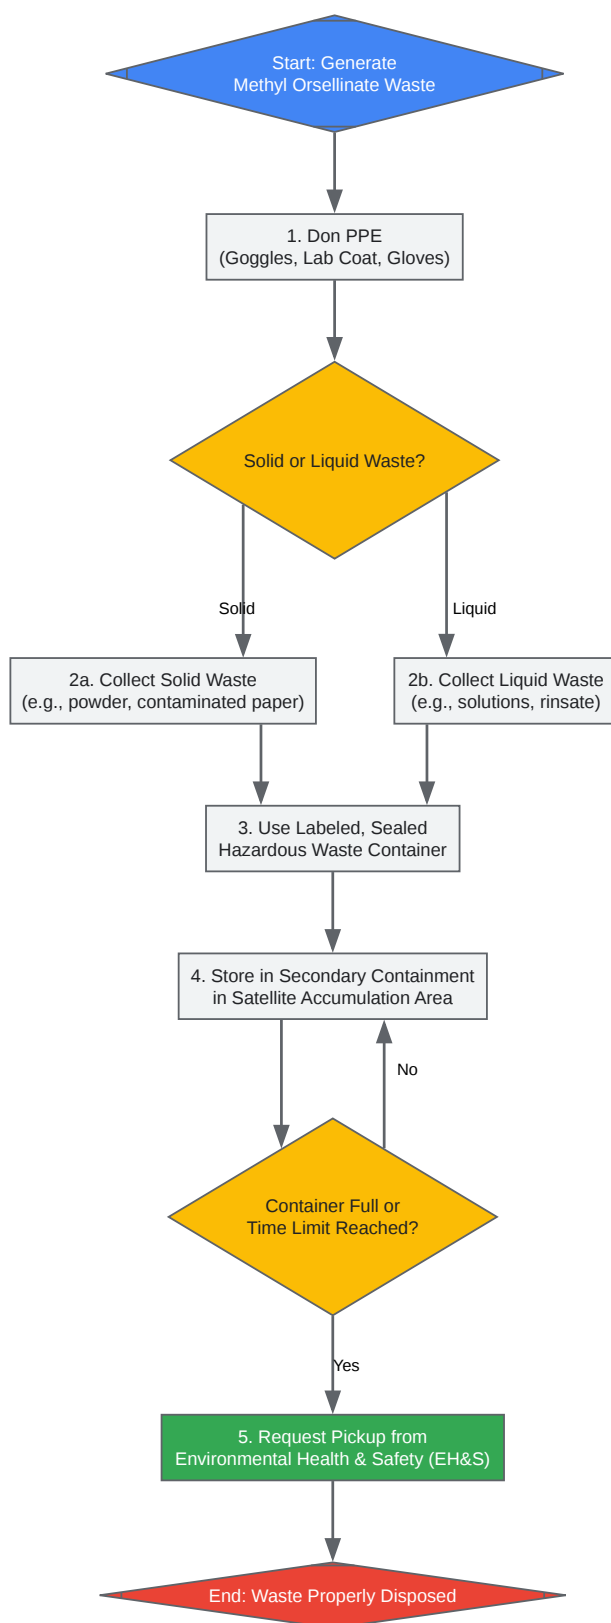 Start: Generate
Methyl Orsellinate Waste
1. Don PPE
(Goggles, Lab Coat, Gloves)
Solid or Liquid Waste?
Solid
Liquid
2a. Collect Solid Waste
(e.g., powder, contaminated paper)
2b. Collect Liquid Waste
(e.g., solutions, rinsate)
3. Use Labeled, Sealed
Hazardous Waste Container
4. Store in Secondary Containment
in Satellite Accumulation Area
No
Container Full or
Time Limit Reached?
Yes
5. Request Pickup from
Environmental Health & Safety (EH&S)
End: Waste Properly Disposed